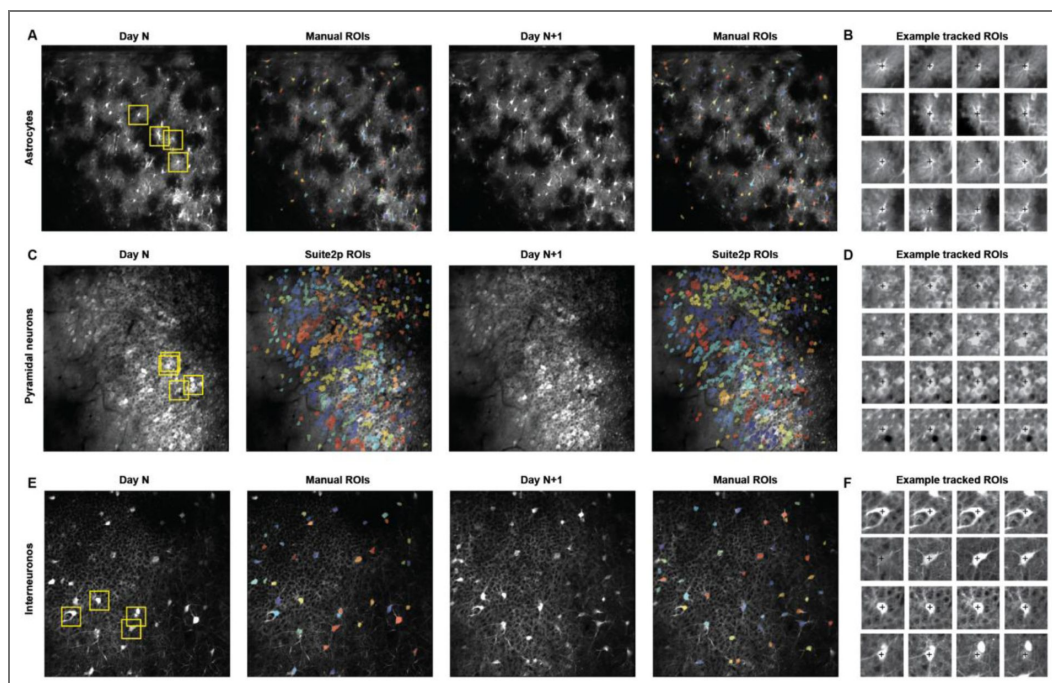 A
Day N
Manual ROIs
Day N+1
Manual ROIs
B
Example tracked ROIs
Astrocytes
C
Day N
Suite2p ROIs
Day N+1
Suite2p ROIs
D
Example tracked ROIs
Pyramidal neurons
E
Day N
Manual ROIs
Day N+1
Manual ROIs
F
Example tracked ROIs
Interneuronos